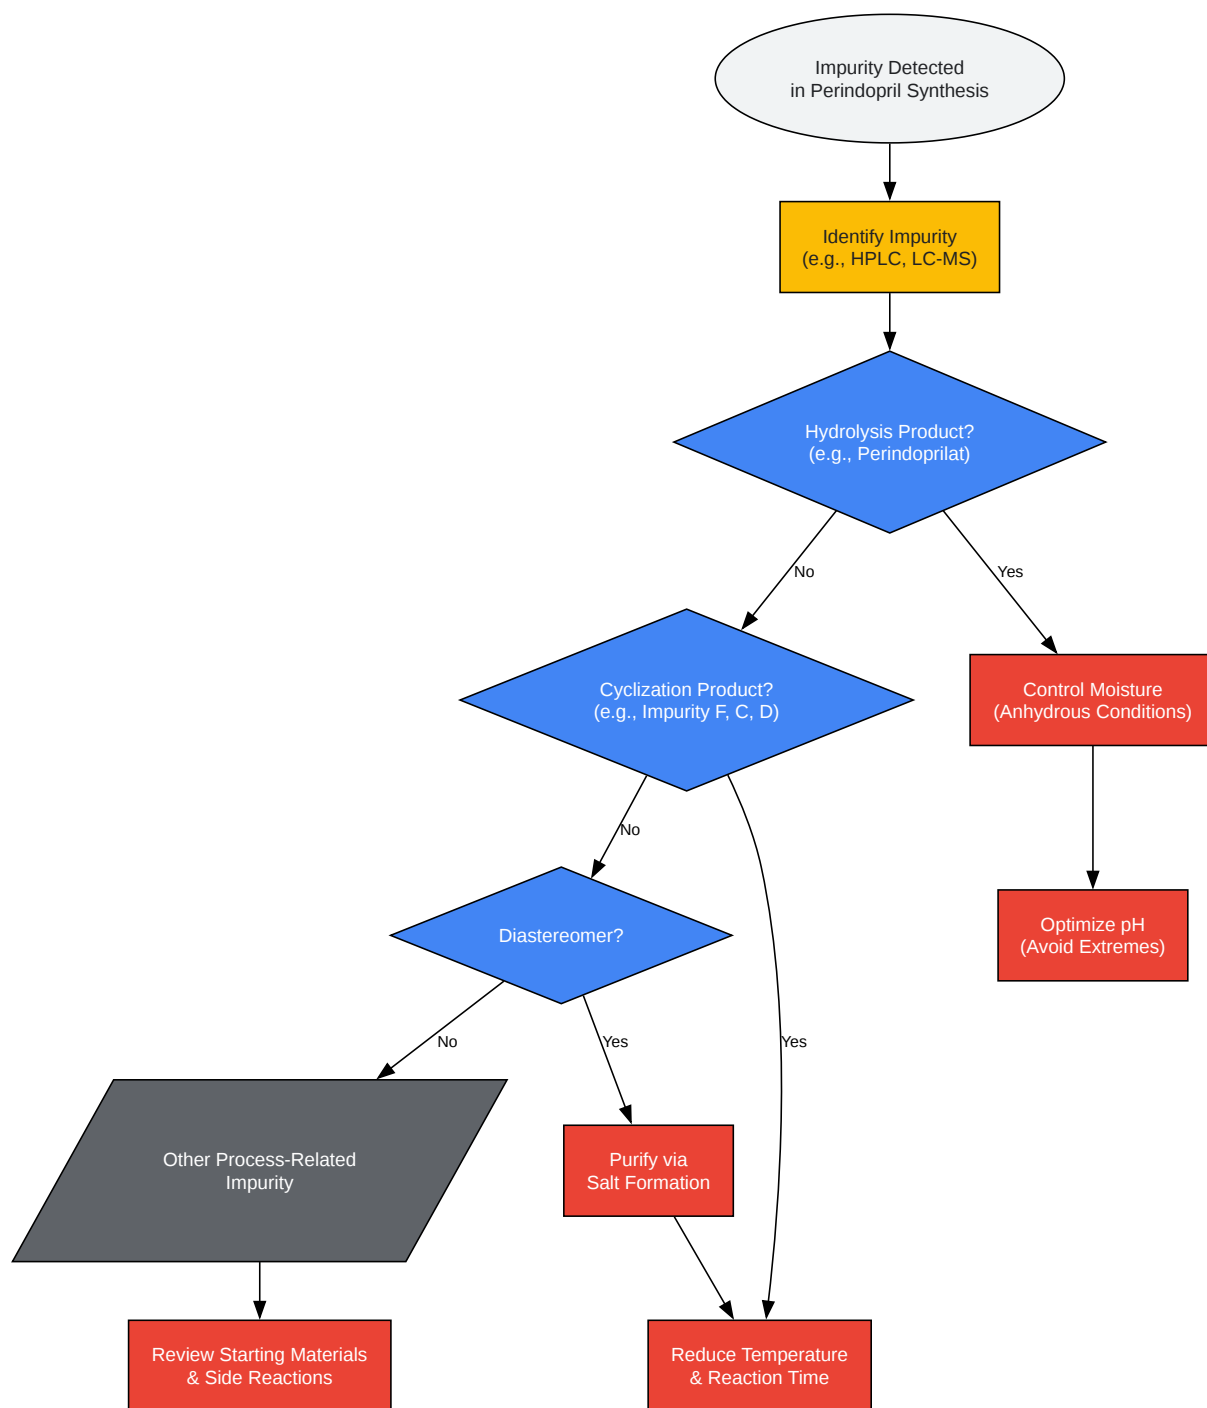 Impurity Detected
in Perindopril Synthesis
Identify Impurity
(e.g., HPLC, LC-MS)
Hydrolysis Product?
(e.g., Perindoprilat)
No
Yes
Cyclization Product?
(e.g., Impurity F, C, D)
Control Moisture
(Anhydrous Conditions)
No
Yes
Diastereomer?
Optimize pH
(Avoid Extremes)
No
Yes
Other Process-Related
Impurity
Purify via
Salt Formation
Review Starting Materials
& Side Reactions
Reduce Temperature
& Reaction Time